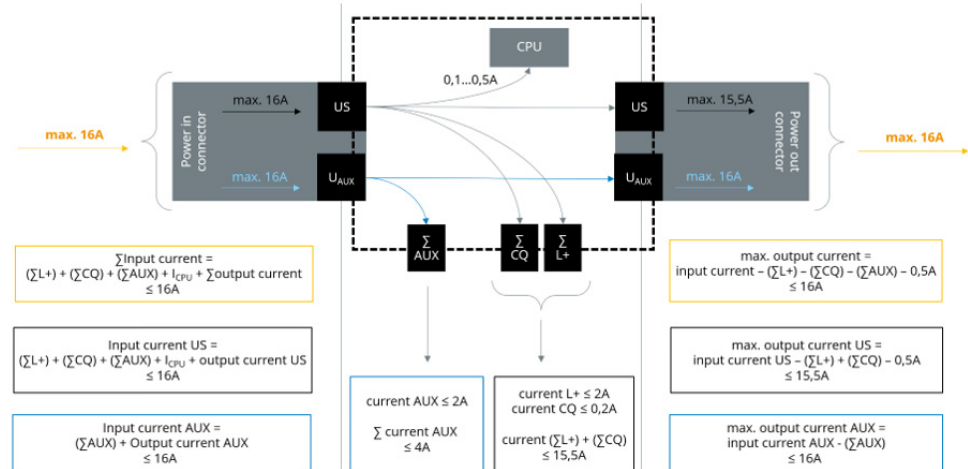 CPU
0,1...0,5A
max. 16A
US
US
max. 15,5A
max. 16A
Power in
connector
Power out
connector
max. 16A
max. 16A
U_AUX
U_AUX
max. 16A
∑
AUX
∑
CQ
∑
L+
∑Input current =
(∑L+) + (∑CQ) + (∑AUX) + I_CPU + ∑output current
≤ 16A
max. output current =
input current – (∑L+) – (∑CQ) – (∑AUX) – 0,5A
≤ 16A
Input current US =
(∑L+) + (∑CQ) + (∑AUX) + I_CPU + output current US
≤ 16A
max. output current US =
input current US – (∑L+) + (∑CQ) – 0,5A
≤ 15,5A
current AUX ≤ 2A
∑ current AUX
≤ 4A
current L+ ≤ 2A
current CQ ≤ 0,2A
current (∑L+) + (∑CQ)
≤ 15,5A
Input current AUX =
(∑AUX) + Output current AUX
≤ 16A
max. output current AUX =
input current AUX - (∑AUX)
≤ 16A